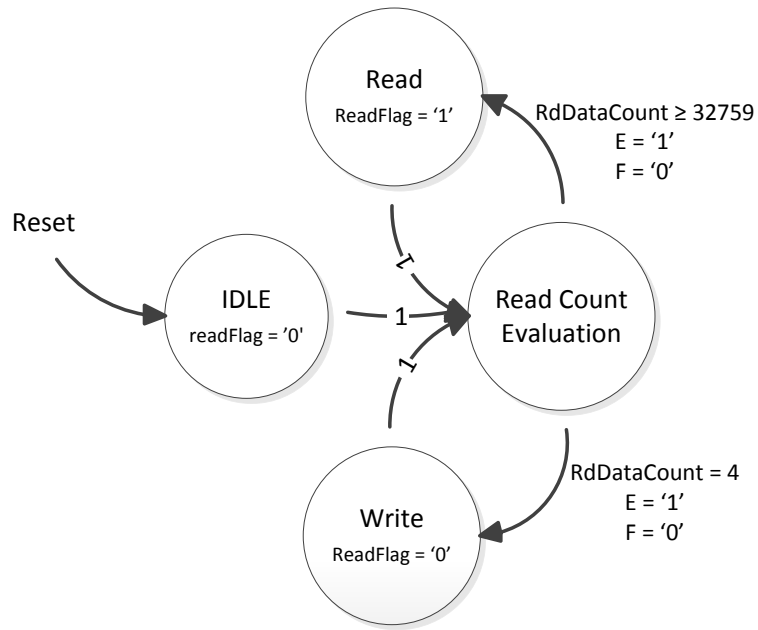 Read
ReadFlag = ‘1’
RdDataCount ≥ 32759
E = ‘1’
F = ‘0’
Reset
1
IDLE
readFlag = ’0'
1
Read Count
Evaluation
1
RdDataCount = 4
E = ‘1’
F = ‘0’
Write
ReadFlag = ‘0’